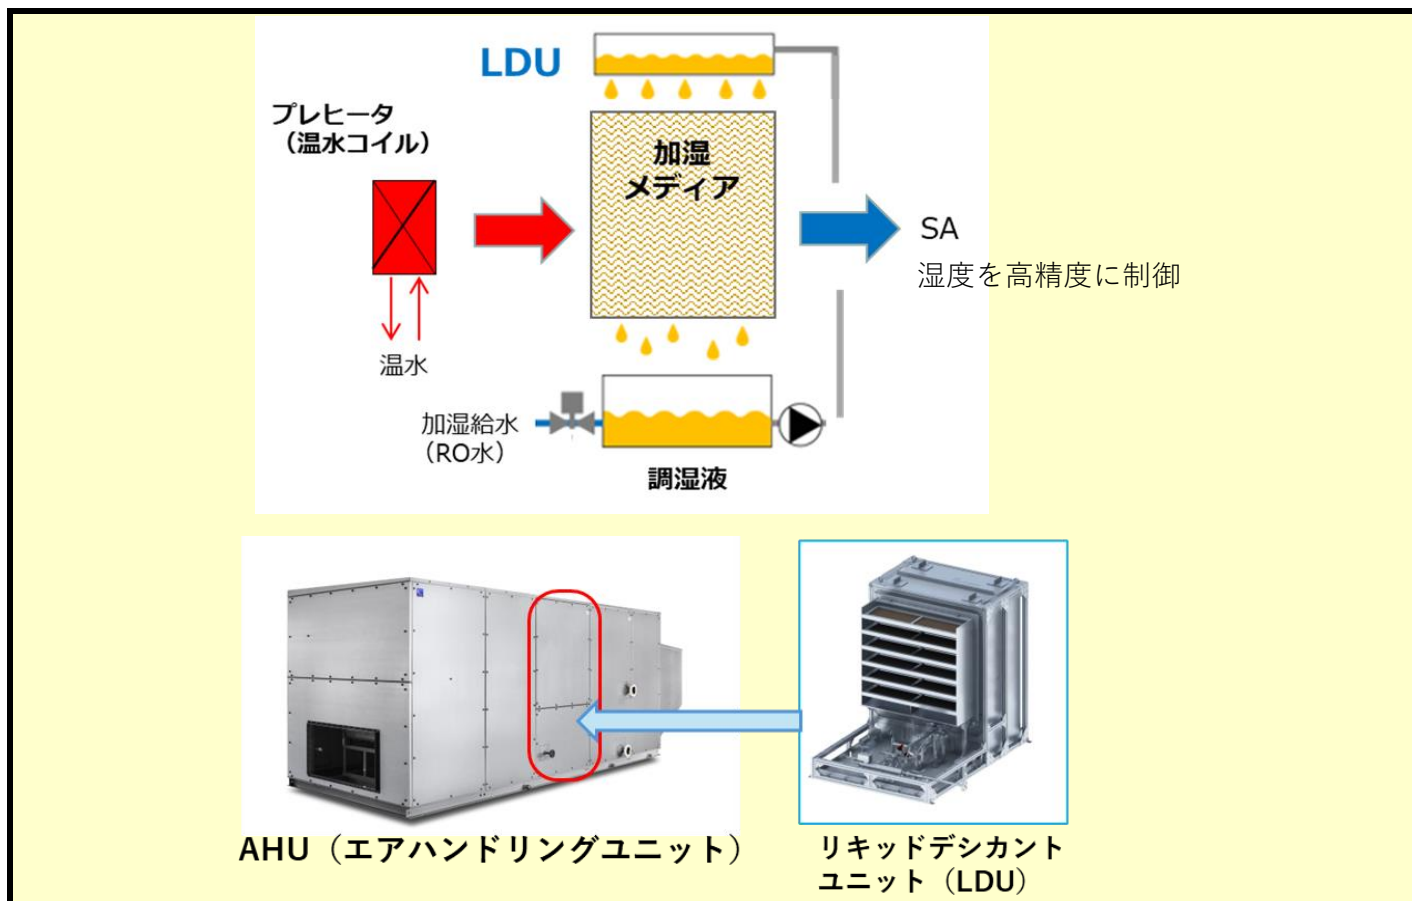 LDU
プレヒータ
（温水コイル）
加湿
メディア
SA
湿度を高精度に制御
温水
加湿給水
（RO水）
調湿液
AHU（エアハンドリングユニット）
リキッドデシカント
ユニット（LDU）